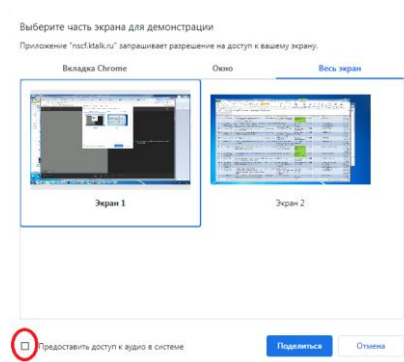 Выберите часть экрана для демонстрации
Приложение "nscf.ktalk.ru" запрашивает разрешение на доступ к вашему экрану.
Вкладка Chrome Окно Весь экран
Экран 1 Экран 2
Предоставить доступ к аудио в системе Поделиться Отмена